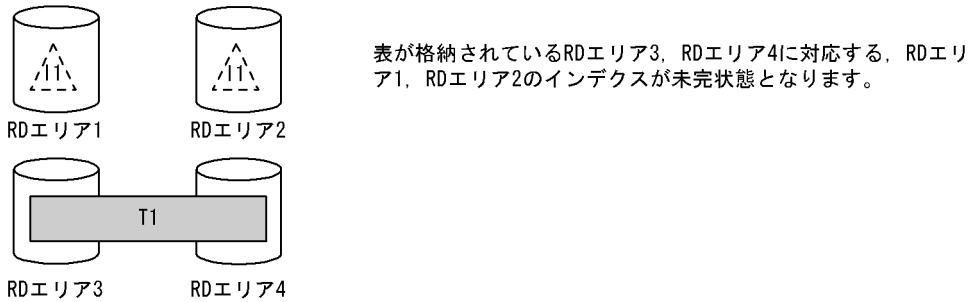 I1 I1
表が格納されているRDエリア3，RDエリア4に対応する，RDエリ
ア1，RDエリア2のインデクスが未完状態となります。
RDエリア1 RDエリア2
T1
RDエリア3 RDエリア4